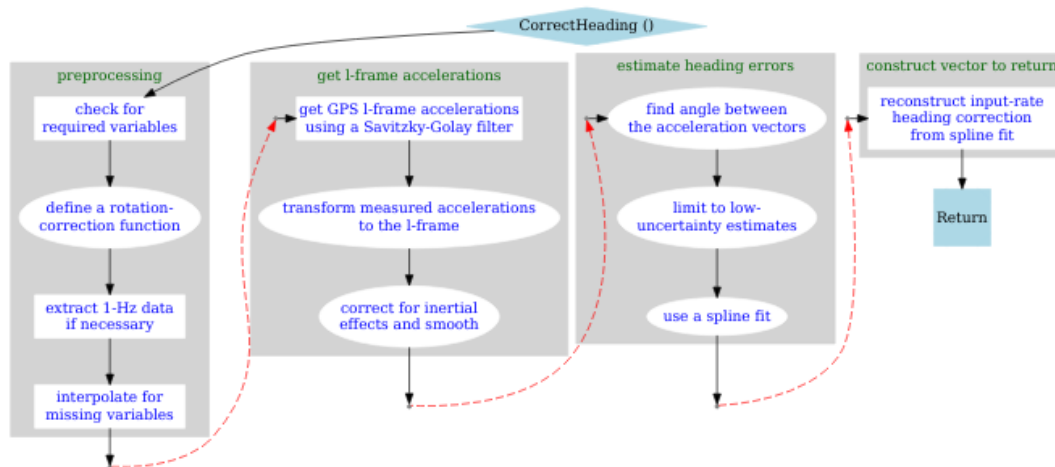 CorrectHeading ()
preprocessing
check for
required variables
define a rotation-
correction function
extract 1-Hz data
if necessary
interpolate for
missing variables
get l-frame accelerations
get GPS l-frame accelerations
using a Savitzky-Golay filter
transform measured accelerations
to the l-frame
correct for inertial
effects and smooth
estimate heading errors
find angle between
the acceleration vectors
limit to low-
uncertainty estimates
use a spline fit
construct vector to return
reconstruct input-rate
heading correction
from spline fit
Return